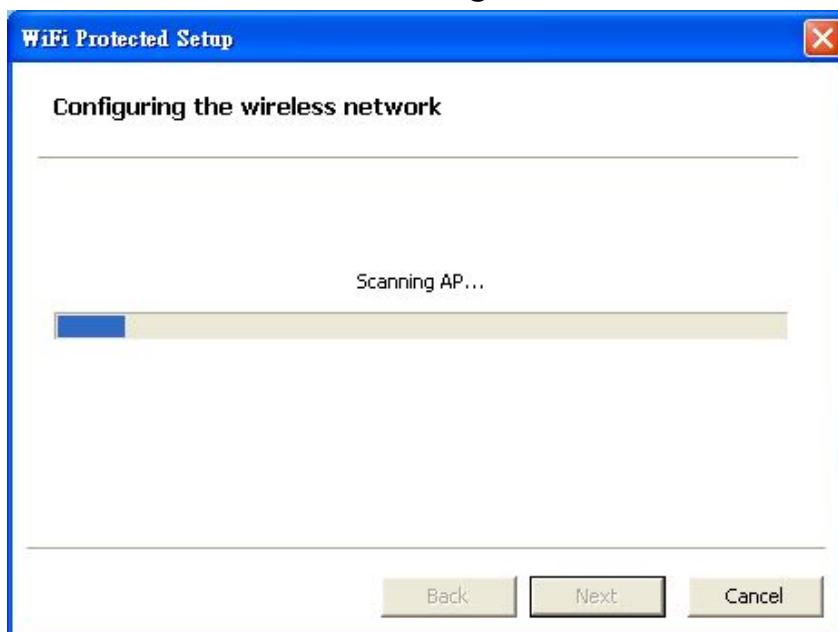 WiFi Protected Setup
Configuring the wireless network
Scanning AP...
Back Next Cancel